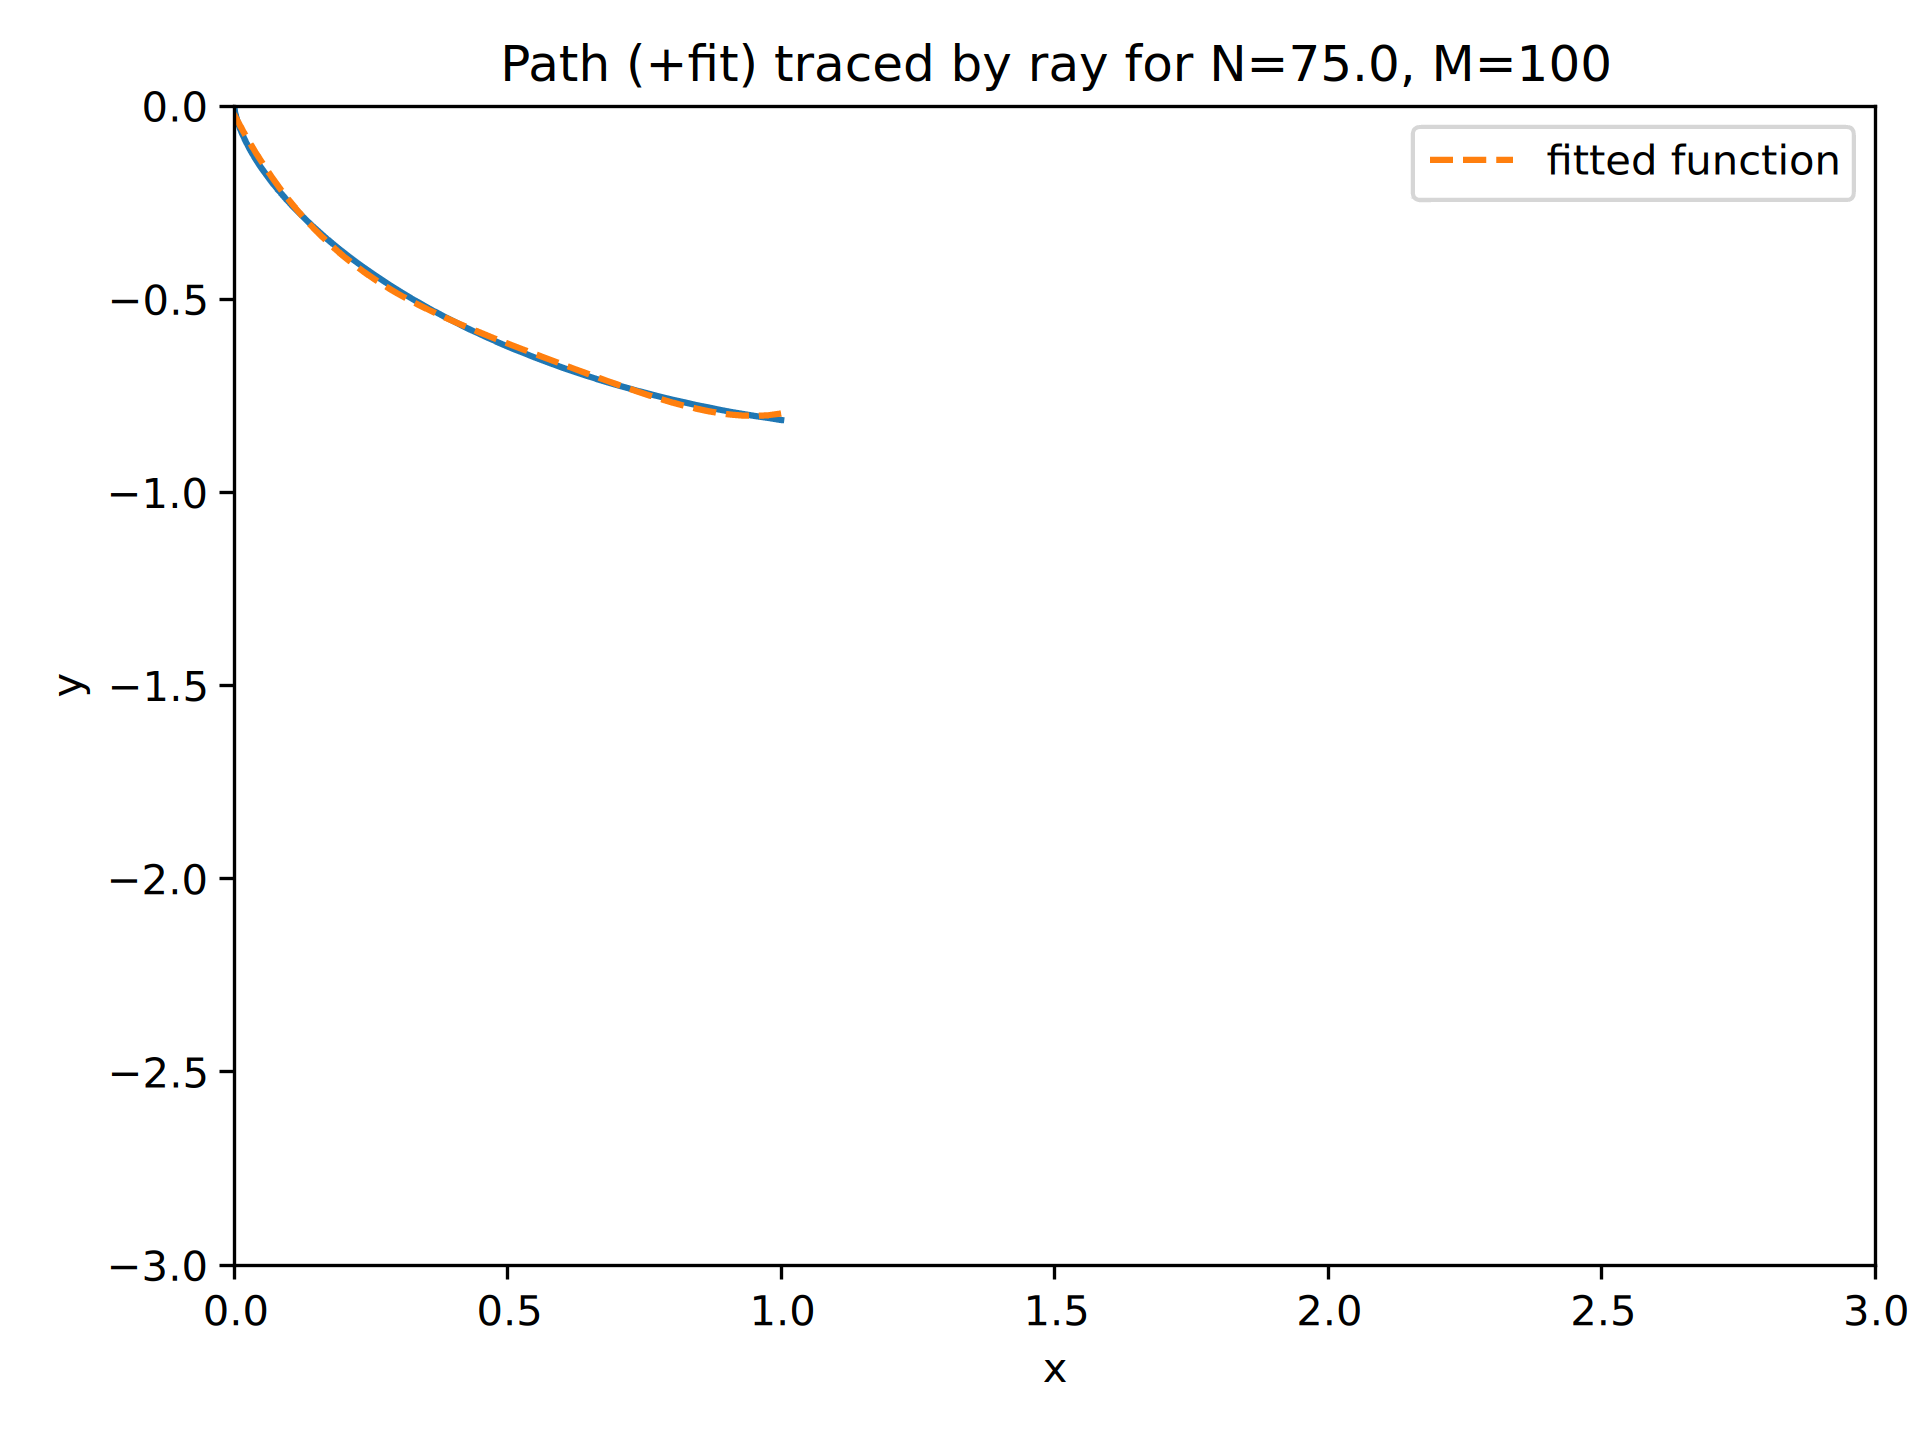 Path (+fit) traced by ray for N=75.0, M=100
fitted function
0.0
−0.5
−1.0
−1.5
−2.0
−2.5
−3.0
y
0.0 0.5 1.0 1.5 2.0 2.5 3.0
x